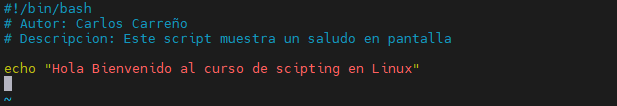 #!/bin/bash
# Autor: Carlos Carreño
# Descripcion: Este script muestra un saludo en pantalla
echo "Hola Bienvenido al curso de scipting en Linux"
~